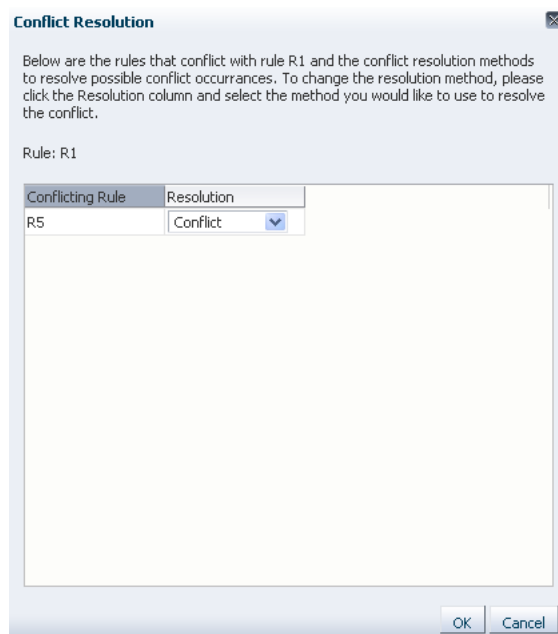 Conflict Resolution
Below are the rules that conflict with rule R1 and the conflict resolution methods
to resolve possible conflict occurrances. To change the resolution method, please
click the Resolution column and select the method you would like to use to resolve
the conflict.
Rule: R1
Conflicting Rule Resolution
R5 Conflict
OK Cancel